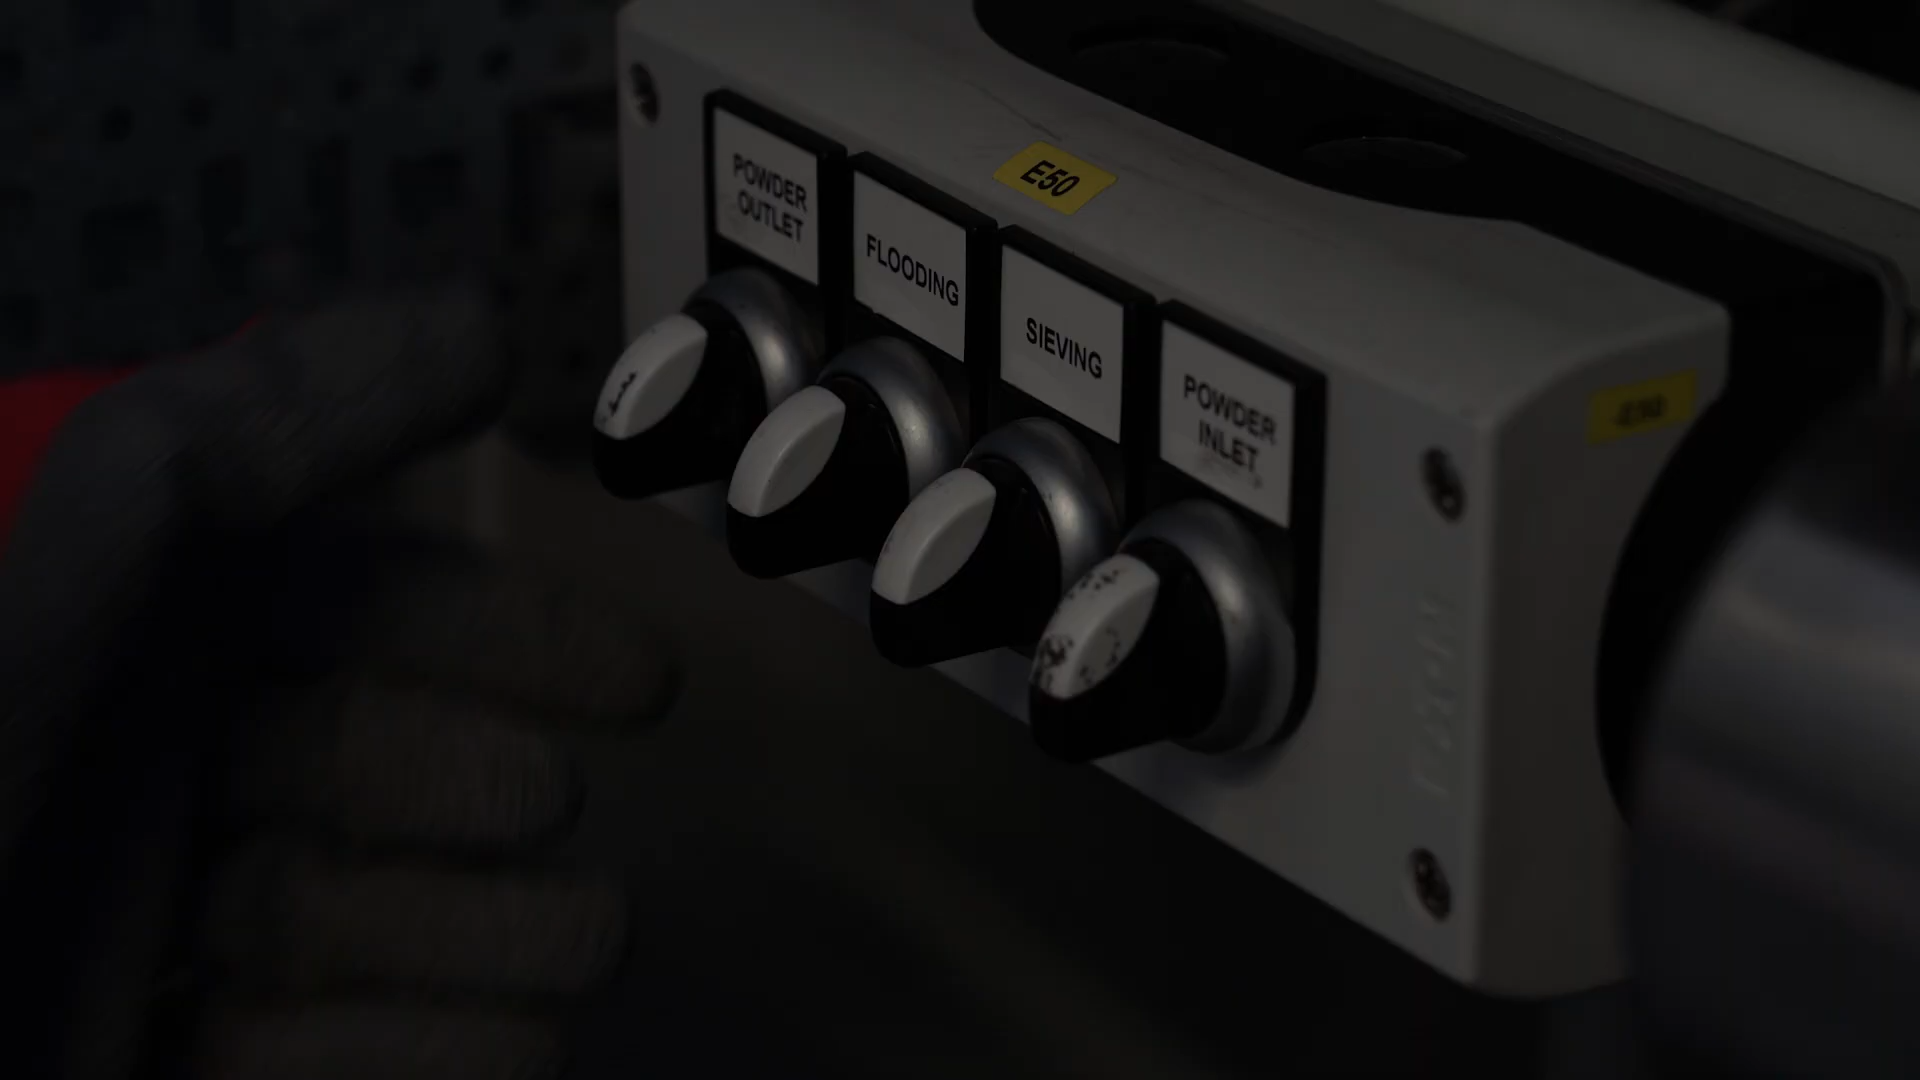 POWDER
OUTLET
FLOODING
SIEVING
POWDER
INLET
E50